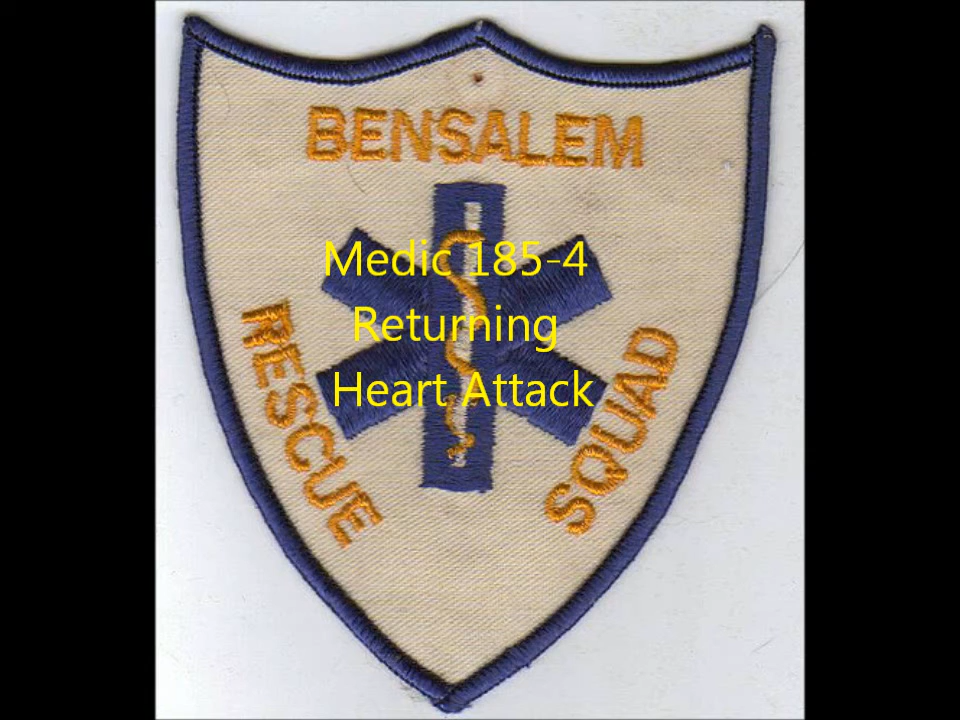 BENSALEM
Medic 185-4
Returning
Heart Attack
RESCUE
SQUAD